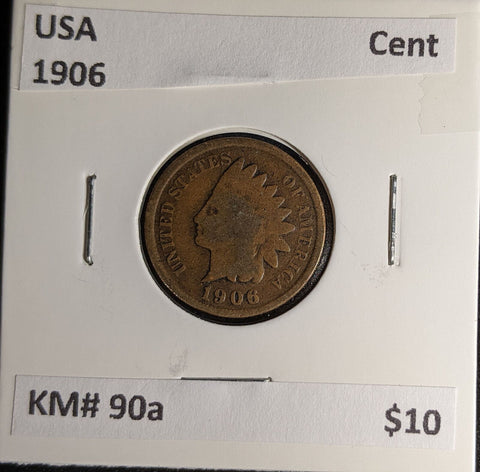 USA Cent
1906
UNITED STATES OF AMERICA
1906
KM# 90a $10